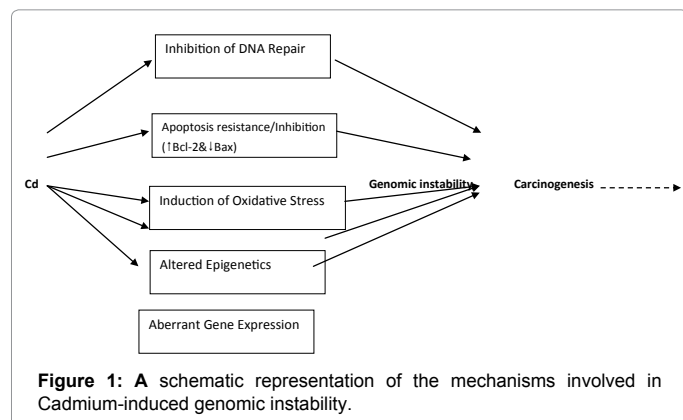 Inhibition of DNA Repair
Apoptosis resistance/Inhibition
(↑Bcl-2&↓Bax)
Cd
Genomic instability
Carcinogenesis
Induction of Oxidative Stress
Altered Epigenetics
Aberrant Gene Expression
Figure 1: A schematic representation of the mechanisms involved in
Cadmium-induced genomic instability.